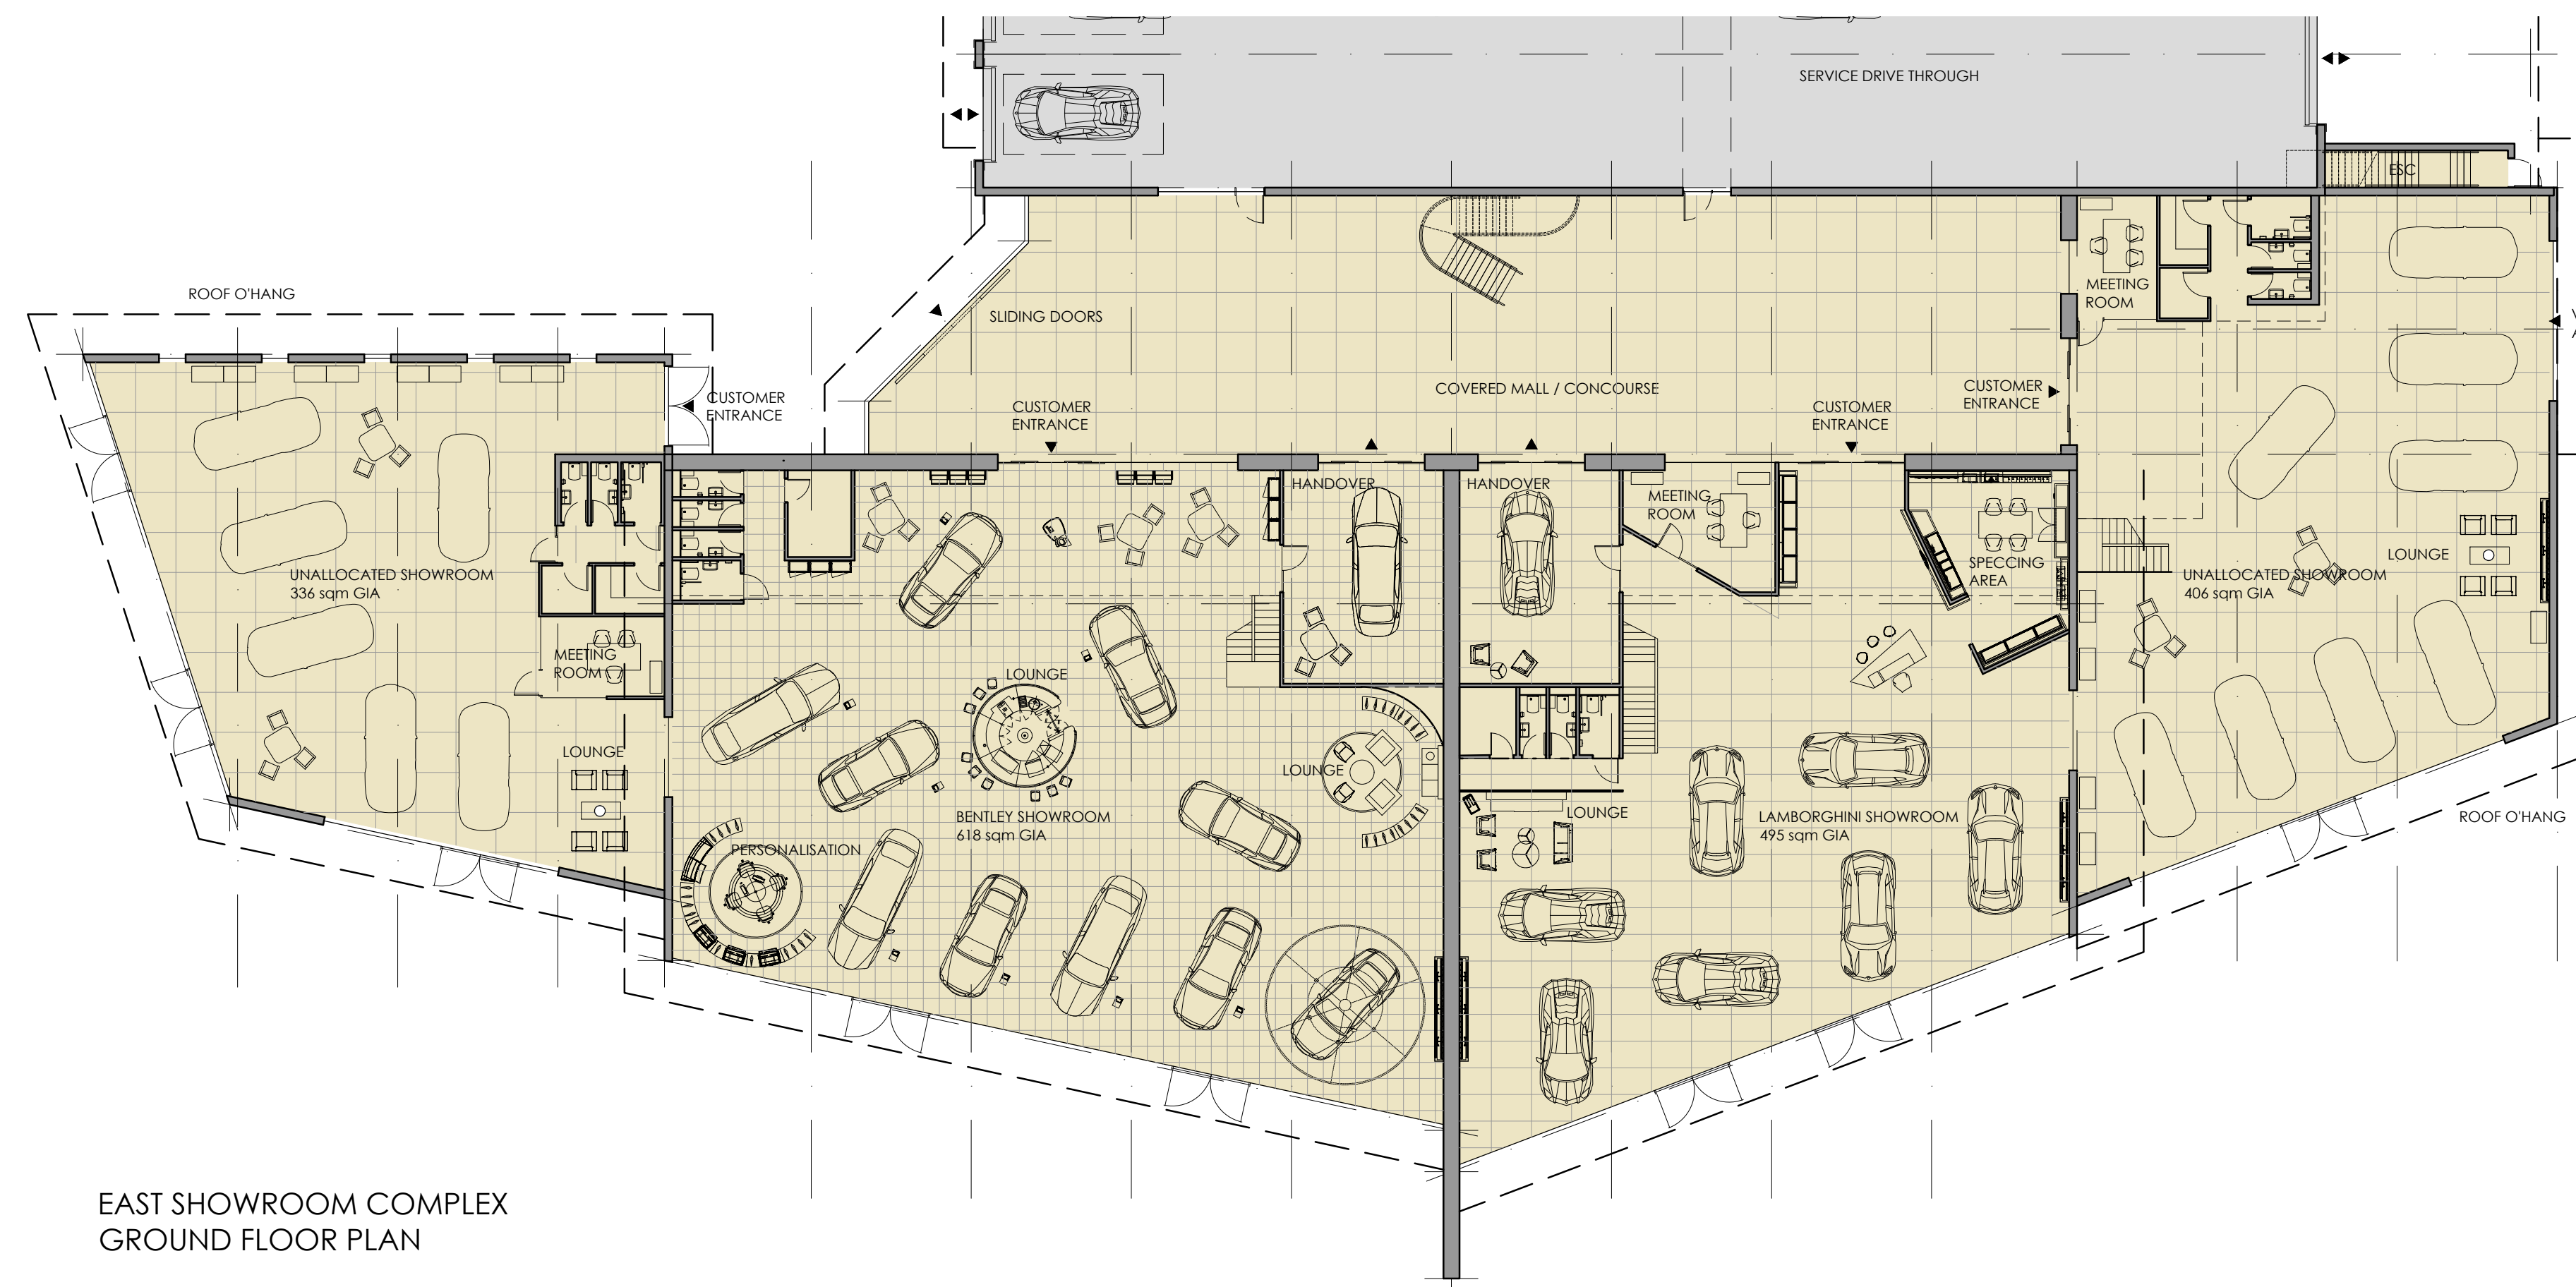 SERVICE DRIVE THROUGH
ESC
ROOF O'HANG
SLIDING DOORS
MEETING
ROOM
COVERED MALL / CONCOURSE
CUSTOMER
ENTRANCE
CUSTOMER
ENTRANCE
CUSTOMER
ENTRANCE
CUSTOMER
ENTRANCE
HANDOVER
HANDOVER
MEETING
ROOM
SPECCING
AREA
LOUNGE
UNALLOCATED SHOWROOM
336 sqm GIA
UNALLOCATED SHOWROOM
406 sqm GIA
MEETING
ROOM
LOUNGE
LOUNGE
LOUNGE
BENTLEY SHOWROOM
618 sqm GIA
LOUNGE
LAMBORGHINI SHOWROOM
495 sqm GIA
ROOF O'HANG
PERSONALISATION
EAST SHOWROOM COMPLEX
GROUND FLOOR PLAN